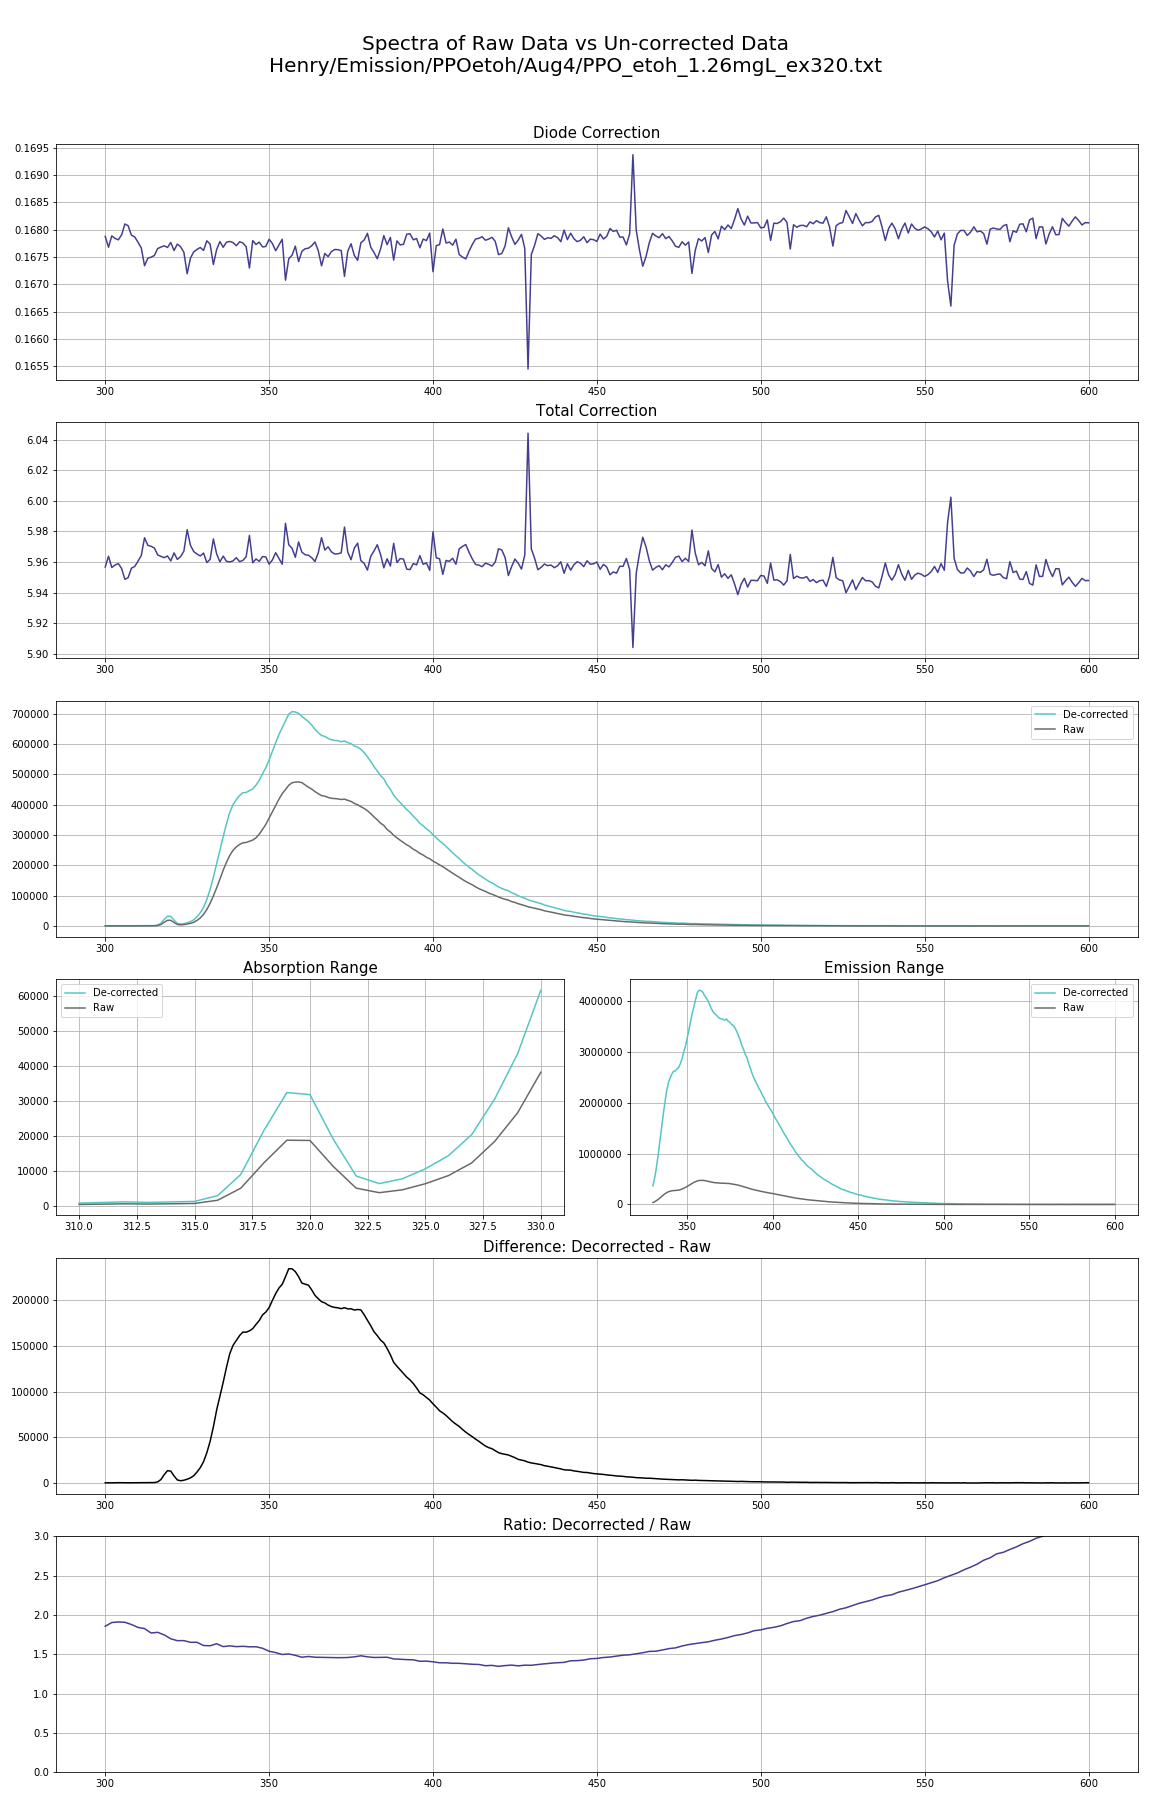 Spectra of Raw Data vs Un-corrected Data
Henry/Emission/PPOetoh/Aug4/PPO_etoh_1.26mgL_ex320.txt
Diode Correction
0.1695
0.1690
0.1685
0.1680
0.1675
0.1670
0.1665
0.1660
0.1655
300 350 400 450 500 550 600
Total Correction
6.04
6.02
6.00
5.98
5.96
5.94
5.92
5.90
300 350 400 450 500 550 600
700000
600000
500000
400000
300000
200000
100000
0
De-corrected
Raw
300 350 400 450 500 550 600
Absorption Range
60000
50000
40000
30000
20000
10000
0
De-corrected
Raw
310.0 312.5 315.0 317.5 320.0 322.5 325.0 327.5 330.0
Emission Range
4000000
3000000
2000000
1000000
0
De-corrected
Raw
350 400 450 500 550 600
Difference: Decorrected - Raw
200000
150000
100000
50000
0
300 350 400 450 500 550 600
Ratio: Decorrected / Raw
3.0
2.5
2.0
1.5
1.0
0.5
0.0
300 350 400 450 500 550 600